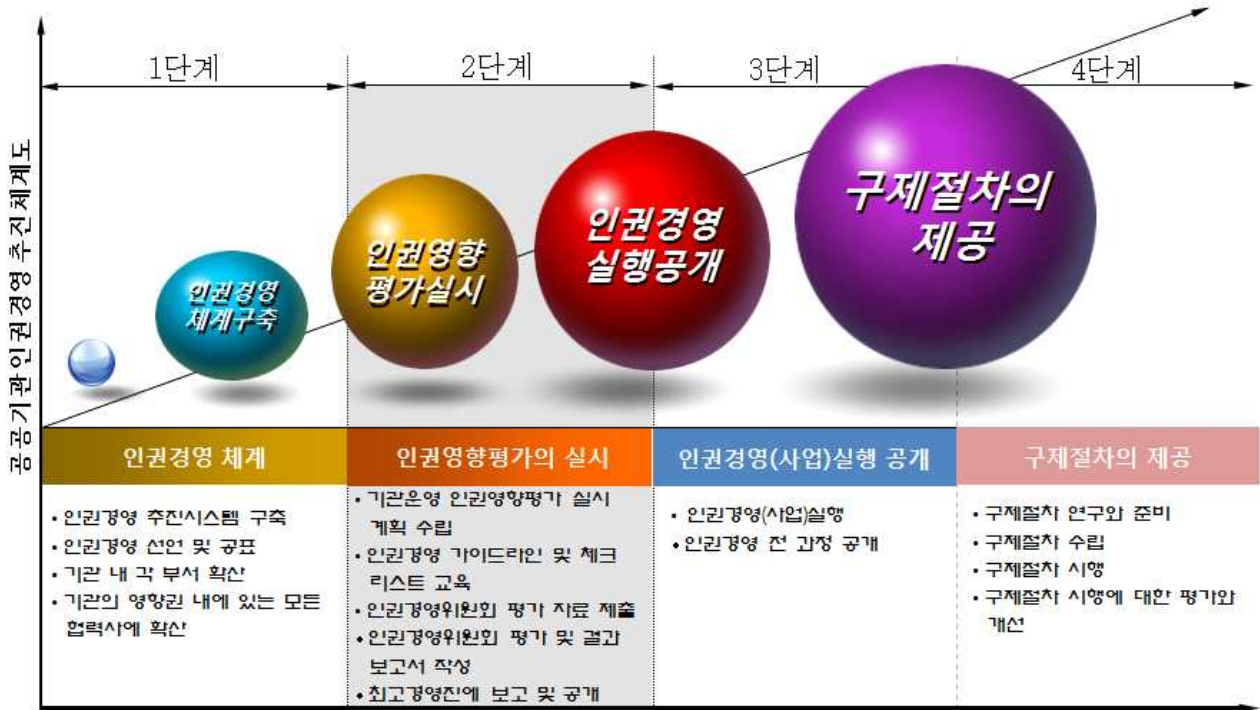 공공기관인권경영 추진체계도
1단계
2단계
3단계
4단계
인권경영
체계구축
인권영향
평가실시
인권경영
실행공개
구제절차의
제공
인권경영 체계
인권영향평가의 실시
인권경영(사업)실행 공개
구제절차의 제공
• 인권경영 추진시스템 구축
• 인권경영 선언 및 공표
• 기관 내 각 부서 확산
• 기관의 영향권 내에 있는 모든
협력사에 확산
• 기관운영 인권영향평가 실시
계획 수립
• 인권경영 가이드라인 및 체크
리스트 교육
• 인권경영위원회 평가 자료 제출
• 인권경영위원회 평가 및 결과
보고서 작성
• 최고경영진에 보고 및 공개
• 인권경영(사업)실행
• 인권경영 전 과정 공개
• 구제절차 연구와 준비
• 구제절차 수립
• 구제절차 시행
• 구제절차 시행에 대한 평가와
개선